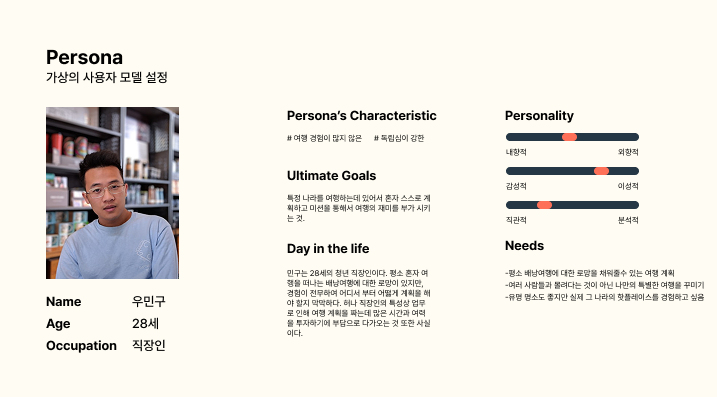 Persona
가상의 사용자 모델 설정
Name 우민구
Age 28세
Occupation 직장인
Persona's Characteristic
# 여행 경험이 많지 않은 # 독립심이 강한
Ultimate Goals
특정 나라를 여행하는데 있어서 혼자 스스로 계
획하고 미션을 통해서 여행의 재미를 부가 시키
는 것.
Day in the life
민구는 28세의 청년 직장인이다. 평소 혼자 여
행을 떠나는 배낭여행에 대한 로망이 있지만,
경험이 전무하여 어디서 부터 어떻게 계획을 해
야 할지 막막하다. 허나 직장인의 특성상 업무
로 인해 여행 계획을 짜는데 많은 시간과 여력
을 투자하기에 부담으로 다가오는 것 또한 사실
이다.
Personality
내향적 외향적
감성적 이성적
직관적 분석적
Needs
-평소 배낭여행에 대한 로망을 채워줄수 있는 여행 계획
-여러 사람들과 몰려다는 것이 아닌 나만의 특별한 여행을 꾸미기
-유명 명소도 좋지만 실제 그 나라의 핫플레이스를 경험하고 싶음